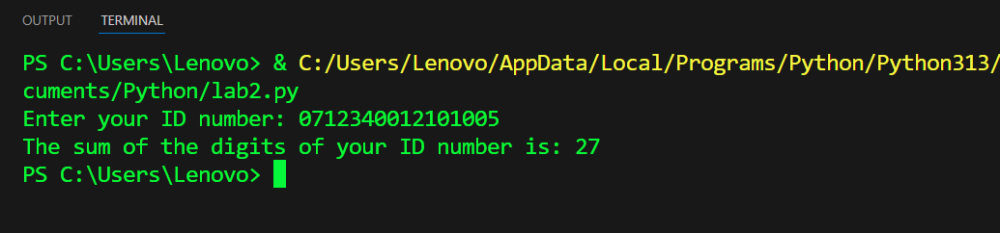 OUTPUT TERMINAL
PS C:\Users\Lenovo> & C:/Users/Lenovo/AppData/Local/Programs/Python/Python313/
cuments/Python/lab2.py
Enter your ID number: 0712340012101005
The sum of the digits of your ID number is: 27
PS C:\Users\Lenovo>